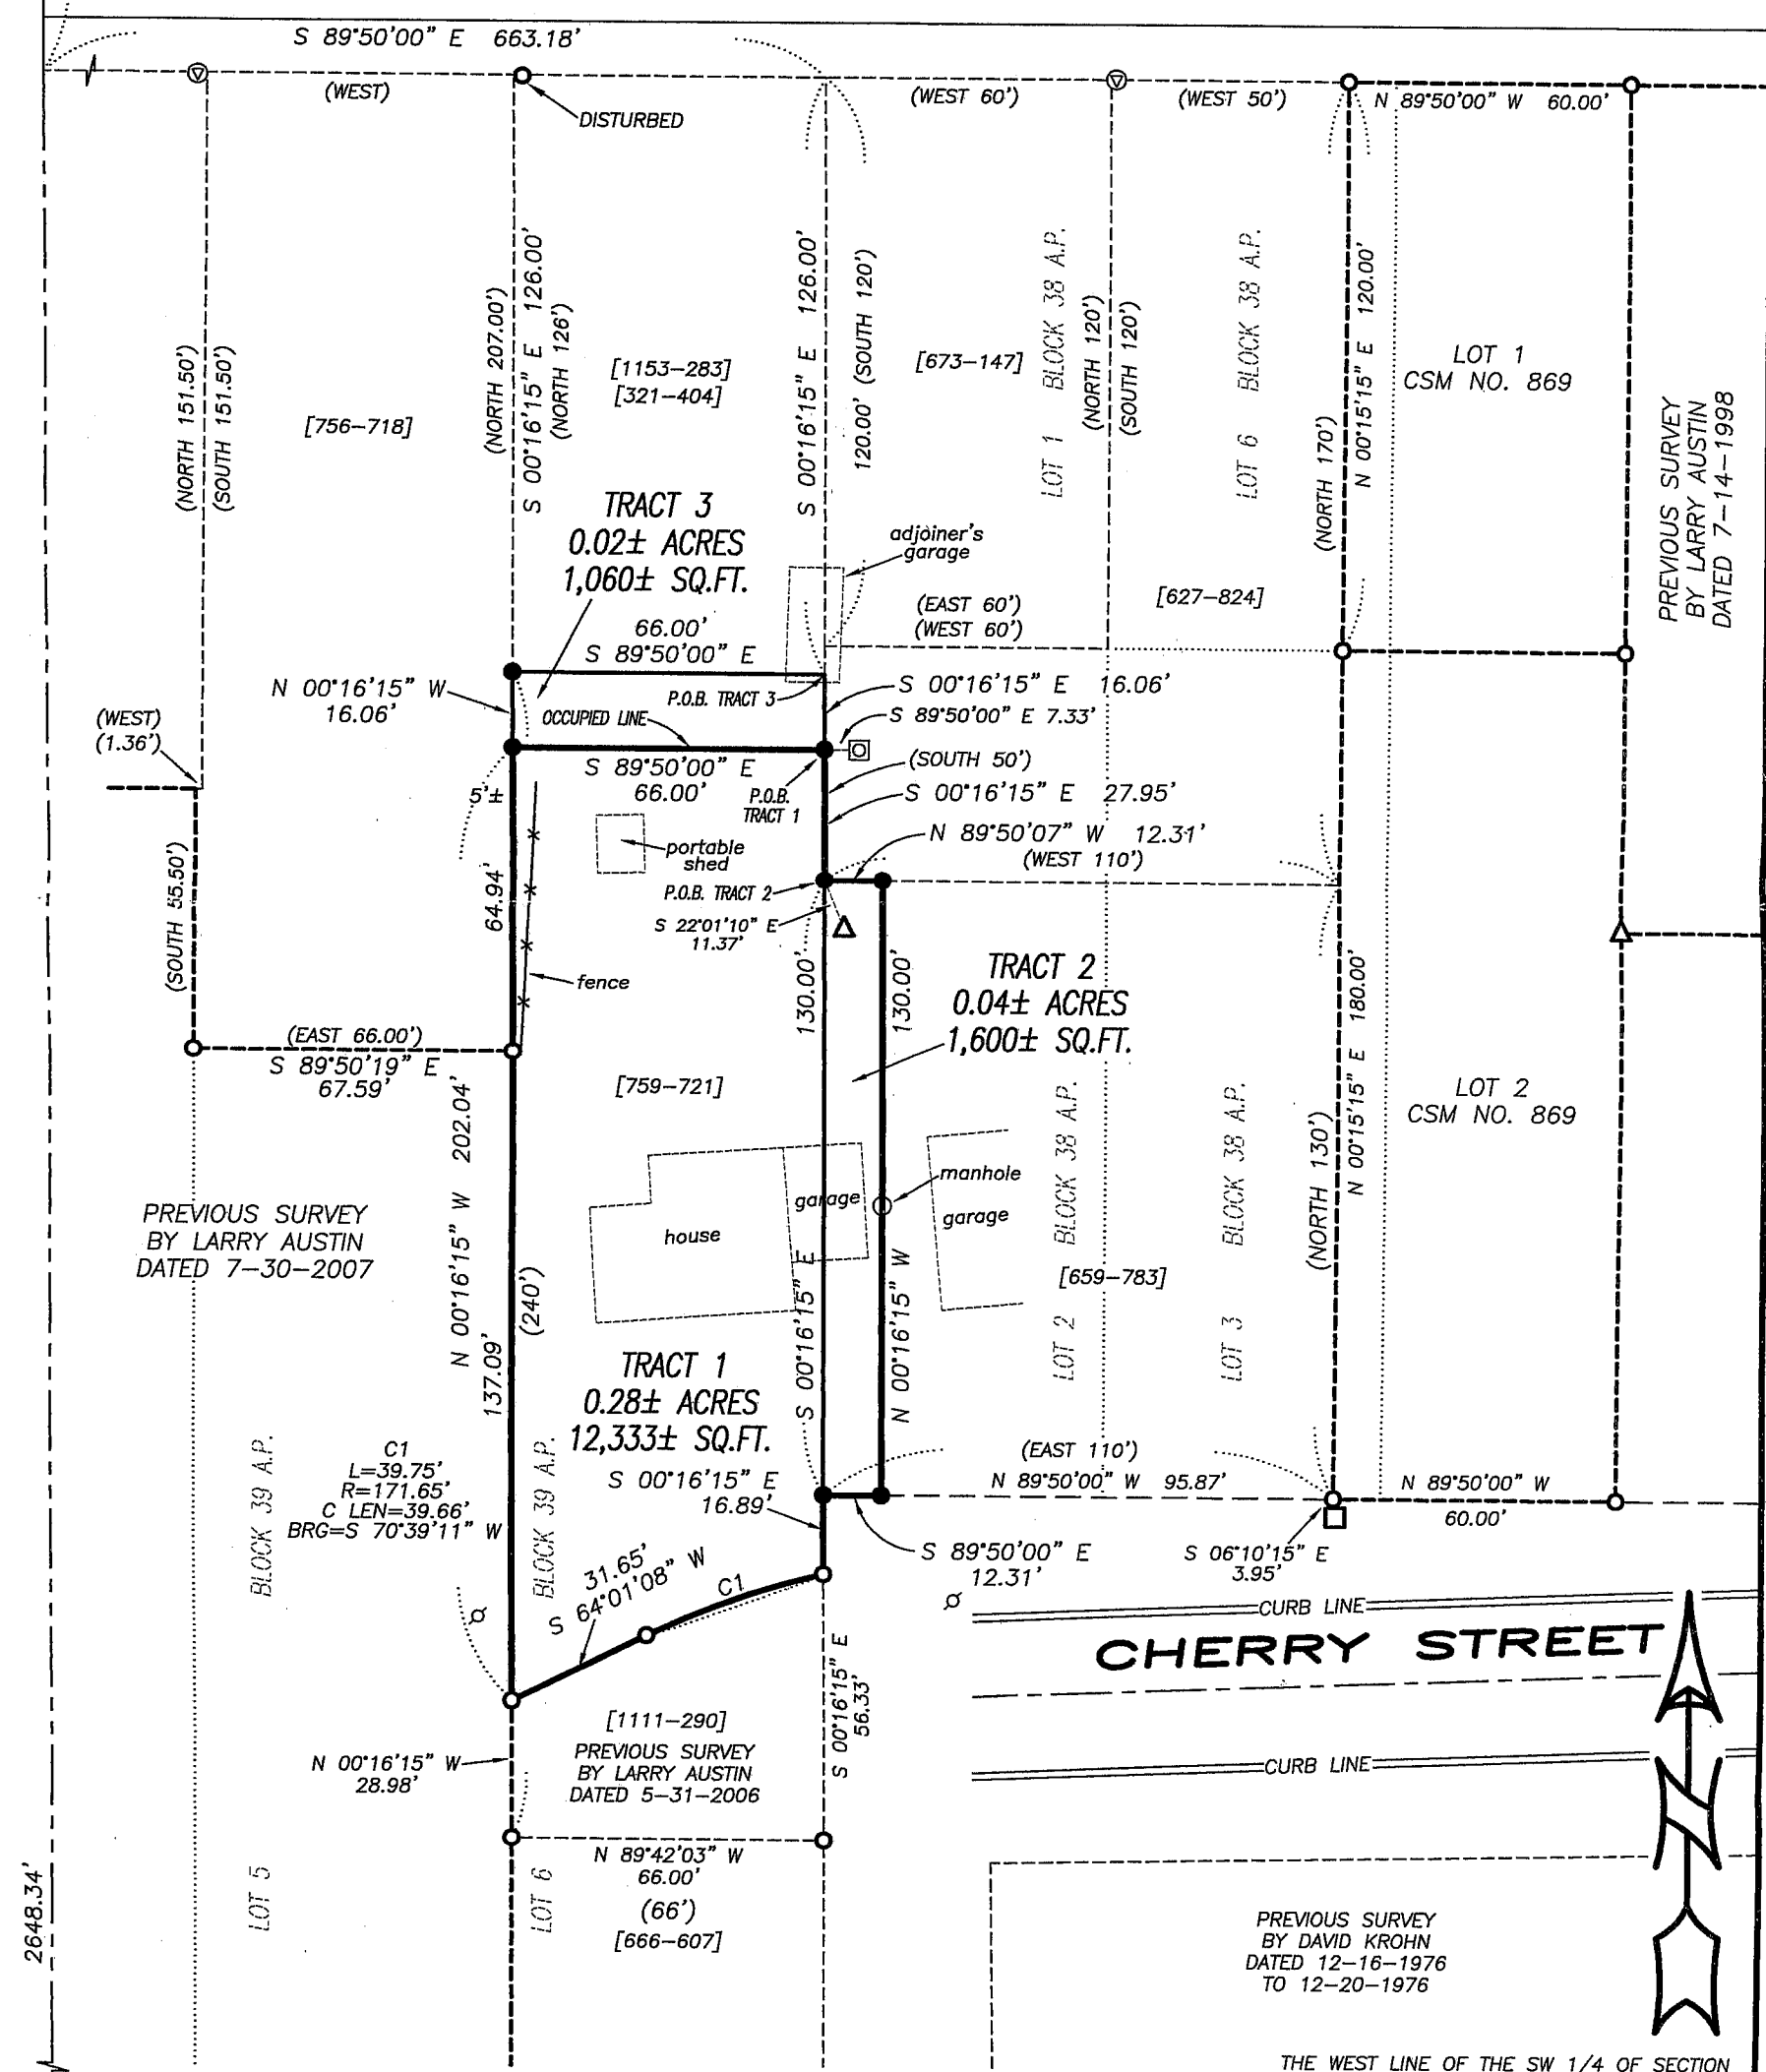 S 89°50'00" E 663.18'
(WEST)
DISTURBED
(WEST 60')
(WEST 50')
N 89°50'00" W 60.00'
(NORTH 151.50')
(SOUTH 151.50')
[756-718]
(NORTH 207.00')
S 00°16'15" E 126.00'
(NORTH 126')
[1153-283]
[321-404]
S 00°16'15" E 126.00'
120.00' (SOUTH 120')
[673-147]
LOT 1 BLOCK 38 A.P.
(NORTH 120')
(SOUTH 120')
LOT 6 BLOCK 38 A.P.
(NORTH 170')
N 00°15'15" E 120.00'
LOT 1
CSM NO. 869
PREVIOUS SURVEY
BY LARRY AUSTIN
DATED 7-14-1998
TRACT 3
0.02± ACRES
1,060± SQ.FT.
adjoiner's
garage
(EAST 60')
(WEST 60')
[627-824]
66.00'
S 89°50'00" E
N 00°16'15" W
16.06'
P.O.B. TRACT 3
S 00°16'15" E 16.06'
OCCUPIED LINE
S 89°50'00" E 7.33'
(WEST)
(1.36')
S 89°50'00" E
66.00'
(SOUTH 50')
5'±
P.O.B.
TRACT 1
S 00°16'15" E 27.95'
N 89°50'07" W 12.31'
(WEST 110')
portable
shed
P.O.B. TRACT 2
64.94'
S 22°01'10" E
11.37'
(SOUTH 55.50')
fence
130.00'
130.00'
TRACT 2
0.04± ACRES
1,600± SQ.FT.
N 00°15'15" E 180.00'
(EAST 66.00')
S 89°50'19" E
67.59'
[759-721]
LOT 2
CSM NO. 869
N 00°16'15" W 202.04'
LOT 2 BLOCK 38 A.P.
LOT 3 BLOCK 38 A.P.
(NORTH 130')
manhole
garage
garage
house
PREVIOUS SURVEY
BY LARRY AUSTIN
DATED 7-30-2007
[659-783]
(240')
S 00°16'15" E
N 00°16'15" W
137.09'
TRACT 1
0.28± ACRES
12,333± SQ.FT.
C1
L=39.75'
R=171.65'
C LEN=39.66'
BRG=S 70°39'11" W
BLOCK 39 A.P.
BLOCK 39 A.P.
S 00°16'15" E
16.89'
(EAST 110')
N 89°50'00" W 95.87'
N 89°50'00" W
60.00'
S 89°50'00" E
12.31'
S 06°10'15" E
3.95'
31.65'
S 64°01'08" W
C1
CURB LINE
CHERRY STREET
S 00°16'15" E
56.33'
[1111-290]
PREVIOUS SURVEY
BY LARRY AUSTIN
DATED 5-31-2006
N 00°16'15" W
28.98'
CURB LINE
N 89°42'03" W
66.00'
(66')
[666-607]
LOT 5
LOT 6
2648.34'
PREVIOUS SURVEY
BY DAVID KROHN
DATED 12-16-1976
TO 12-20-1976
THE WEST LINE OF THE SW 1/4 OF SECTION